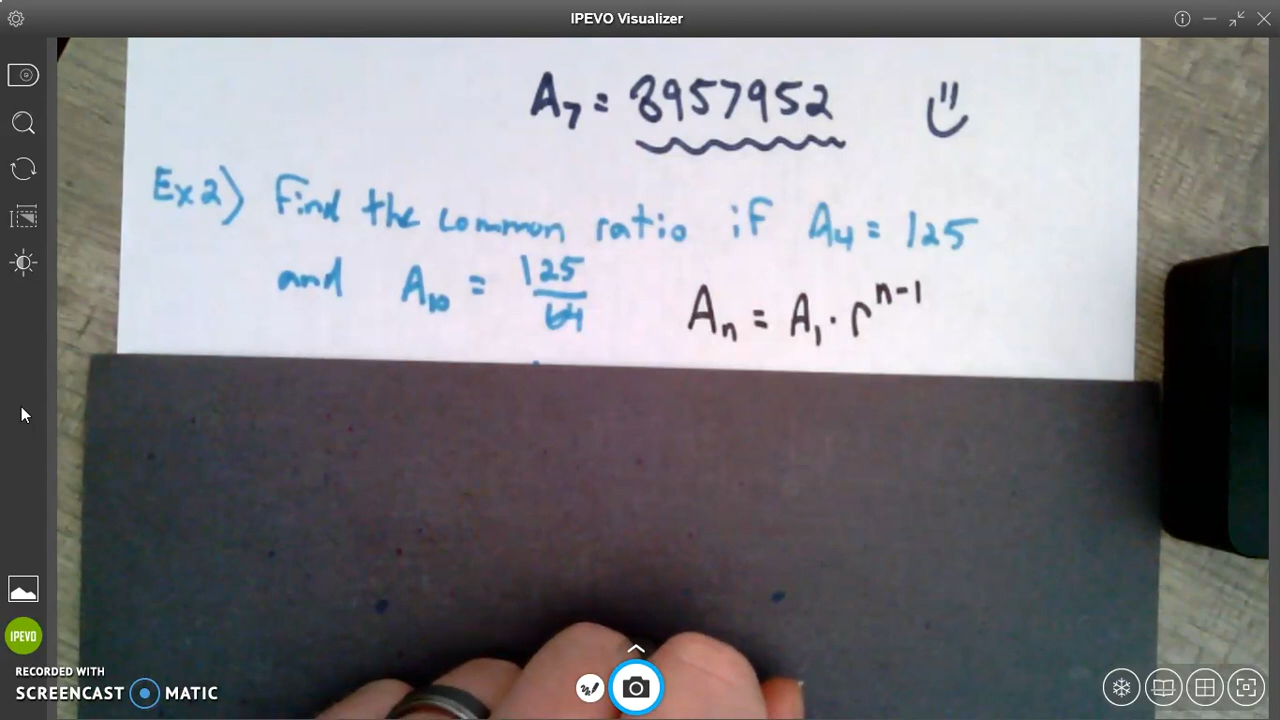 IPEVO Visualizer
A₇ = 8957952
Ex2) Find the common ratio if A₄ = 125
and A₁₀ = 125/64
Aₙ = A₁ · rⁿ⁻¹
IPEVO
RECORDED WITH
SCREENCAST MATIC